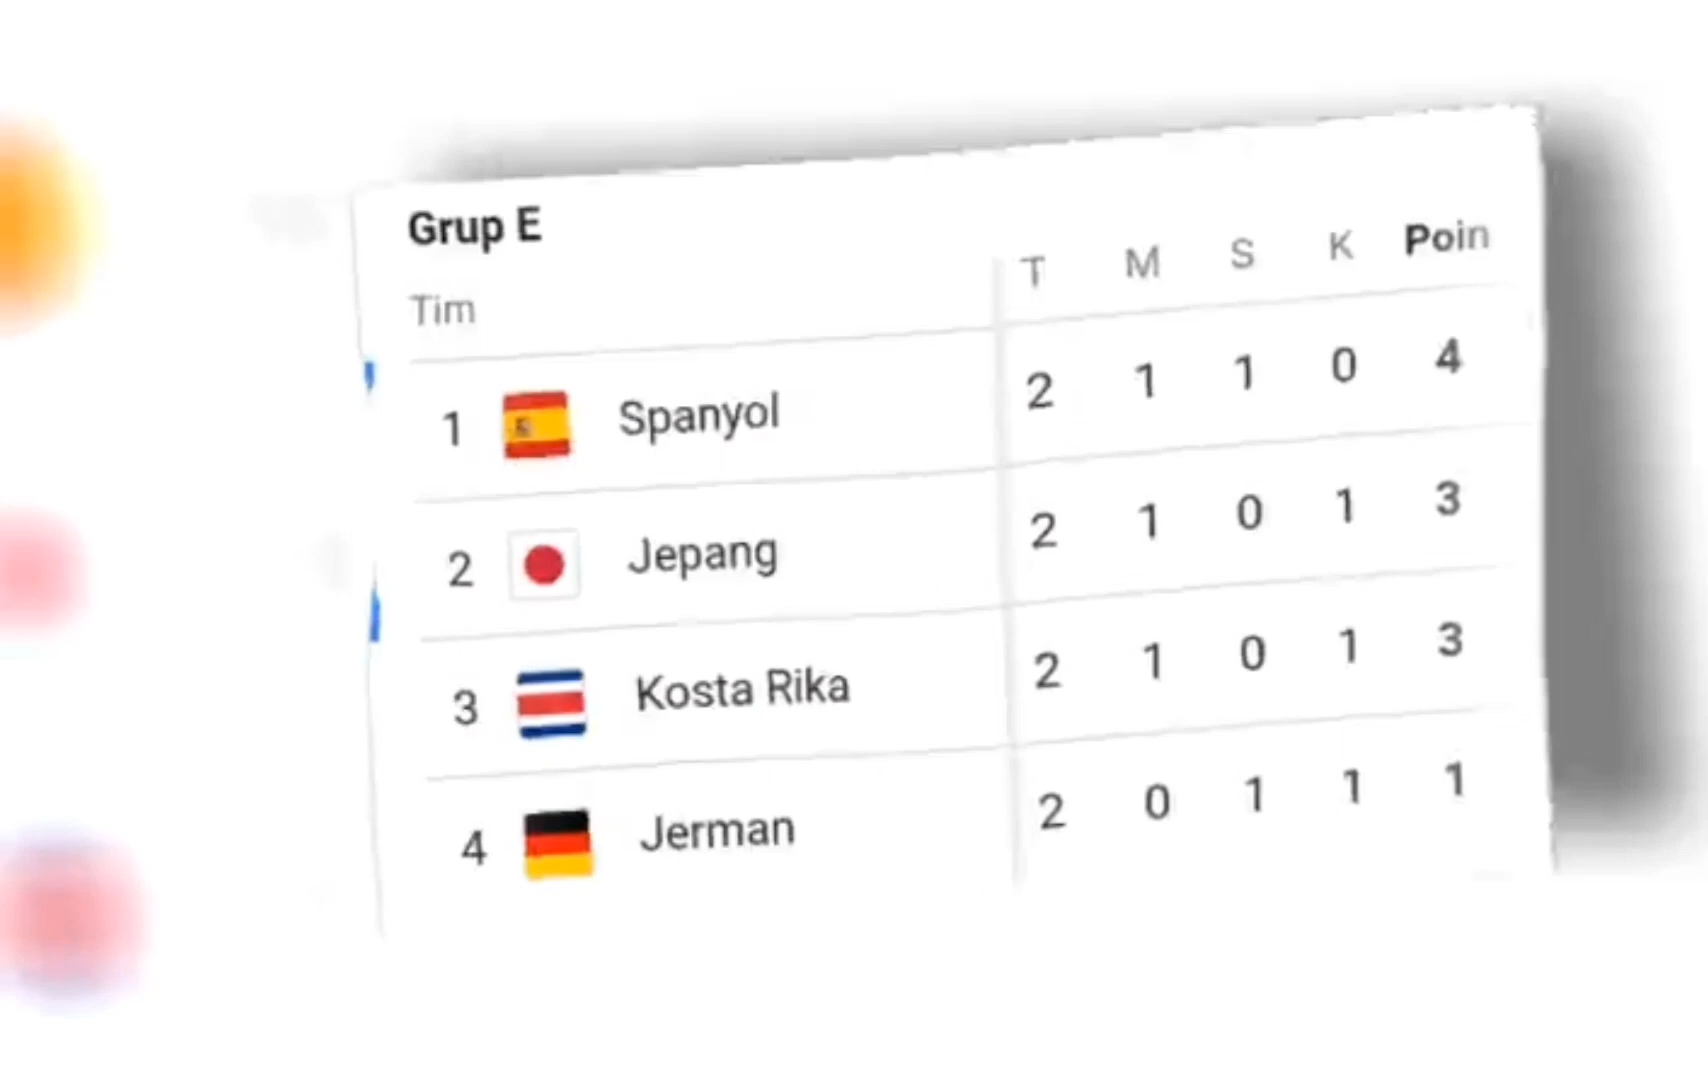 Grup E
Tim T M S K Poin
1 Spanyol 2 1 1 0 4
2 Jepang 2 1 0 1 3
3 Kosta Rika 2 1 0 1 3
4 Jerman 2 0 1 1 1